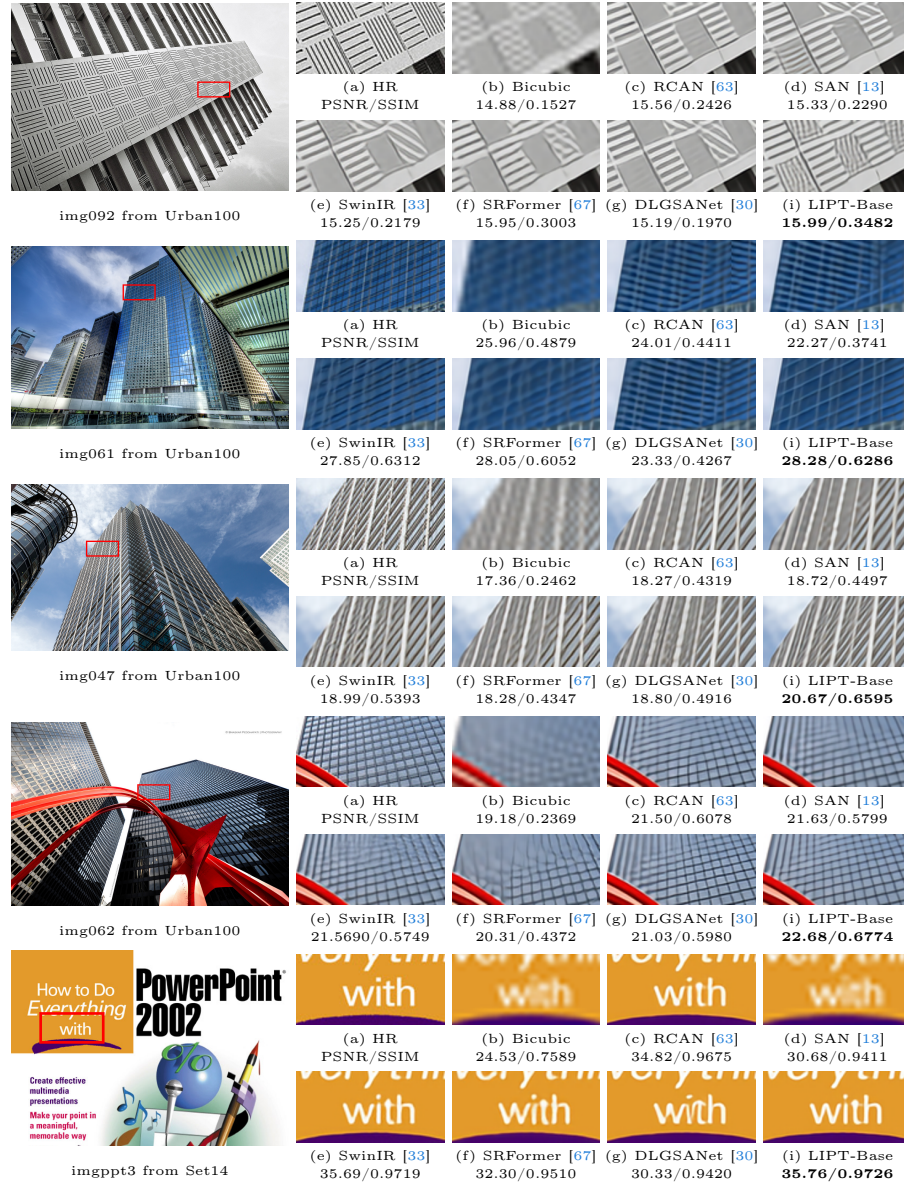 (a) HR (b) Bicubic (c) RCAN [63] (d) SAN [13]
PSNR/SSIM 14.88/0.1527 15.56/0.2426 15.33/0.2290
(e) SwinIR [33] (f) SRFormer [67] (g) DLGSANet [30] (i) LIPT-Base
15.25/0.2179 15.95/0.3003 15.19/0.1970 15.99/0.3482
img092 from Urban100
(a) HR (b) Bicubic (c) RCAN [63] (d) SAN [13]
PSNR/SSIM 25.96/0.4879 24.01/0.4411 22.27/0.3741
(e) SwinIR [33] (f) SRFormer [67] (g) DLGSANet [30] (i) LIPT-Base
27.85/0.6312 28.05/0.6052 23.33/0.4267 28.28/0.6286
img061 from Urban100
(a) HR (b) Bicubic (c) RCAN [63] (d) SAN [13]
PSNR/SSIM 17.36/0.2462 18.27/0.4319 18.72/0.4497
(e) SwinIR [33] (f) SRFormer [67] (g) DLGSANet [30] (i) LIPT-Base
18.99/0.5393 18.28/0.4347 18.80/0.4916 20.67/0.6595
img047 from Urban100
(a) HR (b) Bicubic (c) RCAN [63] (d) SAN [13]
PSNR/SSIM 19.18/0.2369 21.50/0.6078 21.63/0.5799
(e) SwinIR [33] (f) SRFormer [67] (g) DLGSANet [30] (i) LIPT-Base
21.5690/0.5749 20.31/0.4372 21.03/0.5980 22.68/0.6774
img062 from Urban100
How to Do
Everything
with
PowerPoint
2002
%
Create effective
multimedia
presentations
Make your point in
a meaningful,
memorable way
verything verything verything verything
with with with with
(a) HR (b) Bicubic (c) RCAN [63] (d) SAN [13]
PSNR/SSIM 24.53/0.7589 34.82/0.9675 30.68/0.9411
verything verything verything verything
with with with with
(e) SwinIR [33] (f) SRFormer [67] (g) DLGSANet [30] (i) LIPT-Base
35.69/0.9719 32.30/0.9510 30.33/0.9420 35.76/0.9726
imgppt3 from Set14